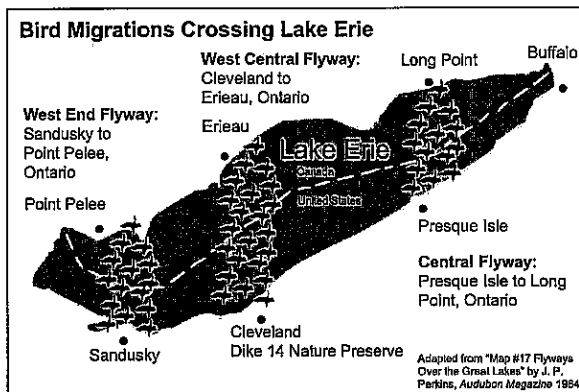 Bird Migrations Crossing Lake Erie
West Central Flyway:
Cleveland to
Erieau, Ontario
Long Point
Buffalo
West End Flyway:
Sandusky to
Point Pelee,
Ontario
Erieau
Point Pelee
Lake Erie
Canada
United States
Presque Isle
Central Flyway:
Presque Isle to Long
Point, Ontario
Sandusky
Cleveland
Dike 14 Nature Preserve
Adapted from "Map #17 Flyways
Over the Great Lakes" by J. P.
Perkins, Audubon Magazine 1964